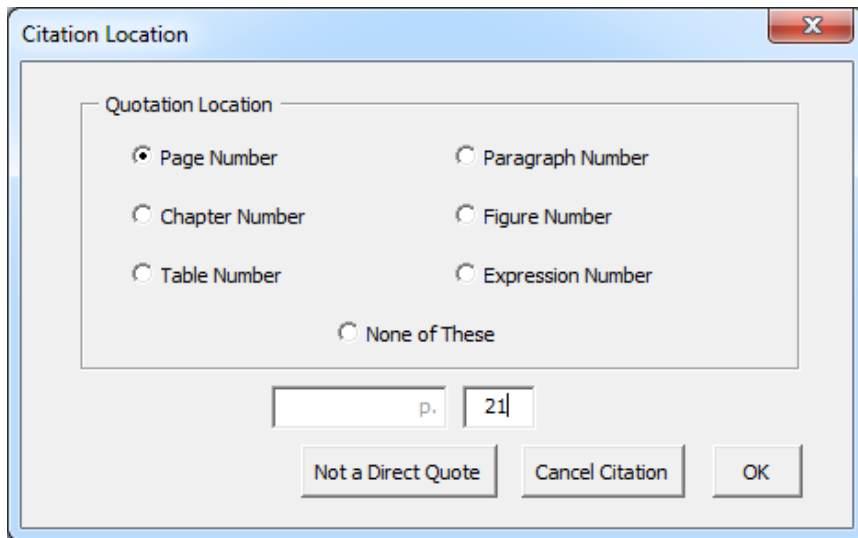 Citation Location
Quotation Location
Page Number Paragraph Number
Chapter Number Figure Number
Table Number Expression Number
None of These
p. 21
Not a Direct Quote Cancel Citation OK